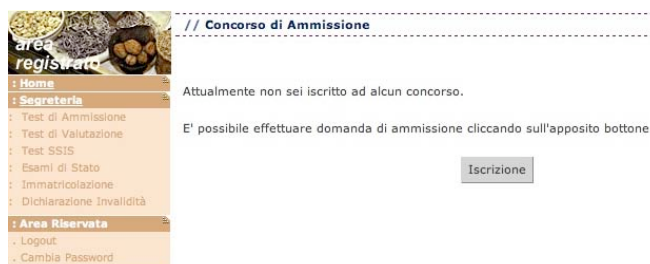 area
registrato
: Home
: Segreteria
: Test di Ammissione
: Test di Valutazione
: Test SSIS
: Esami di Stato
: Immatricolazione
: Dichiarazione Invalidità
: Area Riservata
. Logout
. Cambia Password
// Concorso di Ammissione
Attualmente non sei iscritto ad alcun concorso.
E' possibile effettuare domanda di ammissione cliccando sull'apposito bottone
Iscrizione